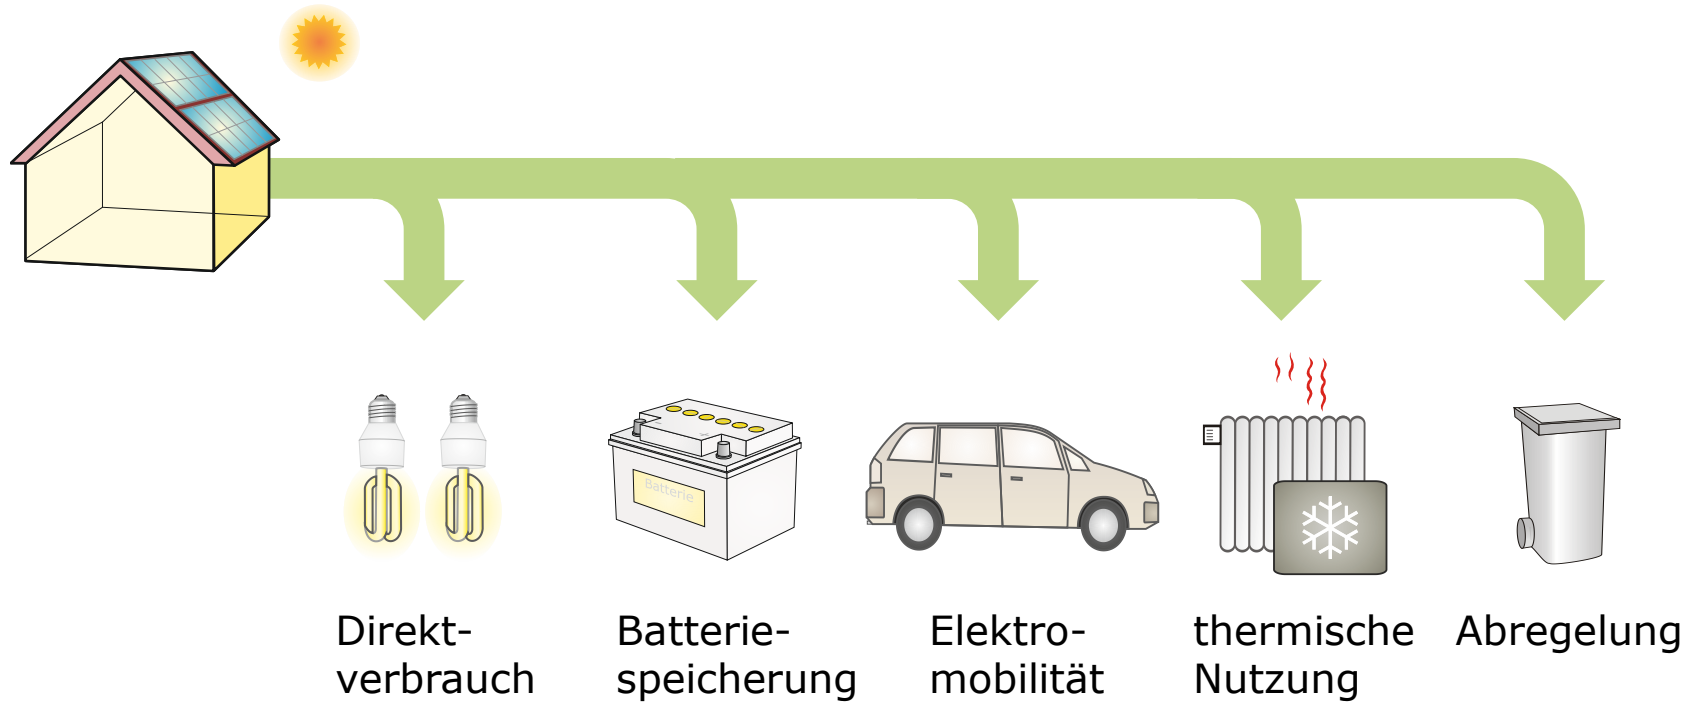 Batterie
Direkt-
verbrauch
Batterie-
speicherung
Elektro-
mobilität
thermische
Nutzung
Abregelung